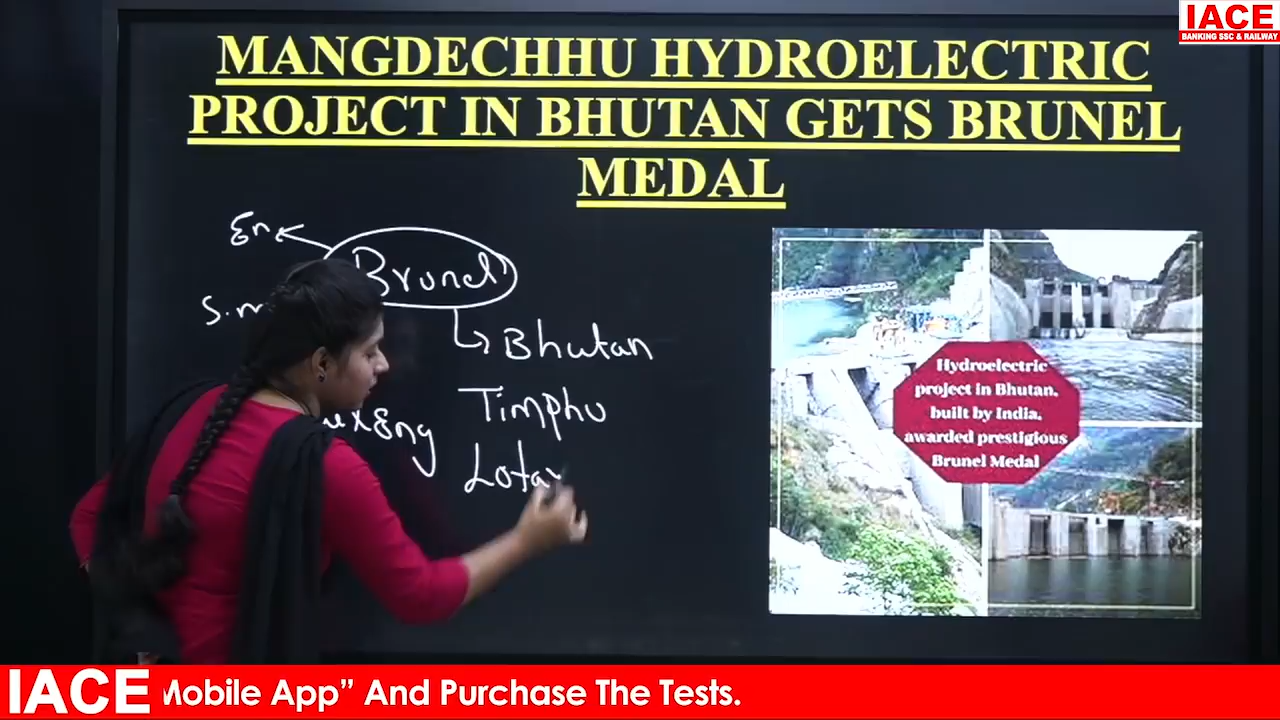 IACE
BANKING SSC & RAILWAY
MANGDECHHU HYDROELECTRIC
PROJECT IN BHUTAN GETS BRUNEL
MEDAL
En
Brunel
S.m
Bhutan
Timphu
Hydroelectric
project in Bhutan,
built by India,
awarded prestigious
Brunel Medal
IACE Mobile App” And Purchase The Tests.